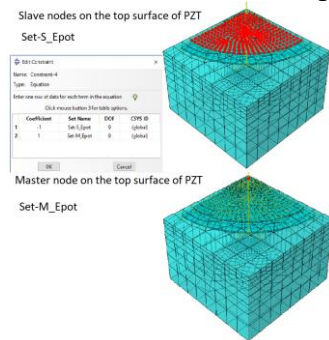 Slave nodes on the top surface of PZT
Set-S_Epot
Edit Constraint
Name: Constraint-4
Type: Equation
Enter one row of data for each term in the equation
Click mouse button 3 for table options.
Coefficient Set Name DOF CSYS ID
1 -1 Set-S_Epot 9 (global)
2 1 Set-M_Epot 9 (global)
OK Cancel
Master node on the top surface of PZT
Set-M_Epot